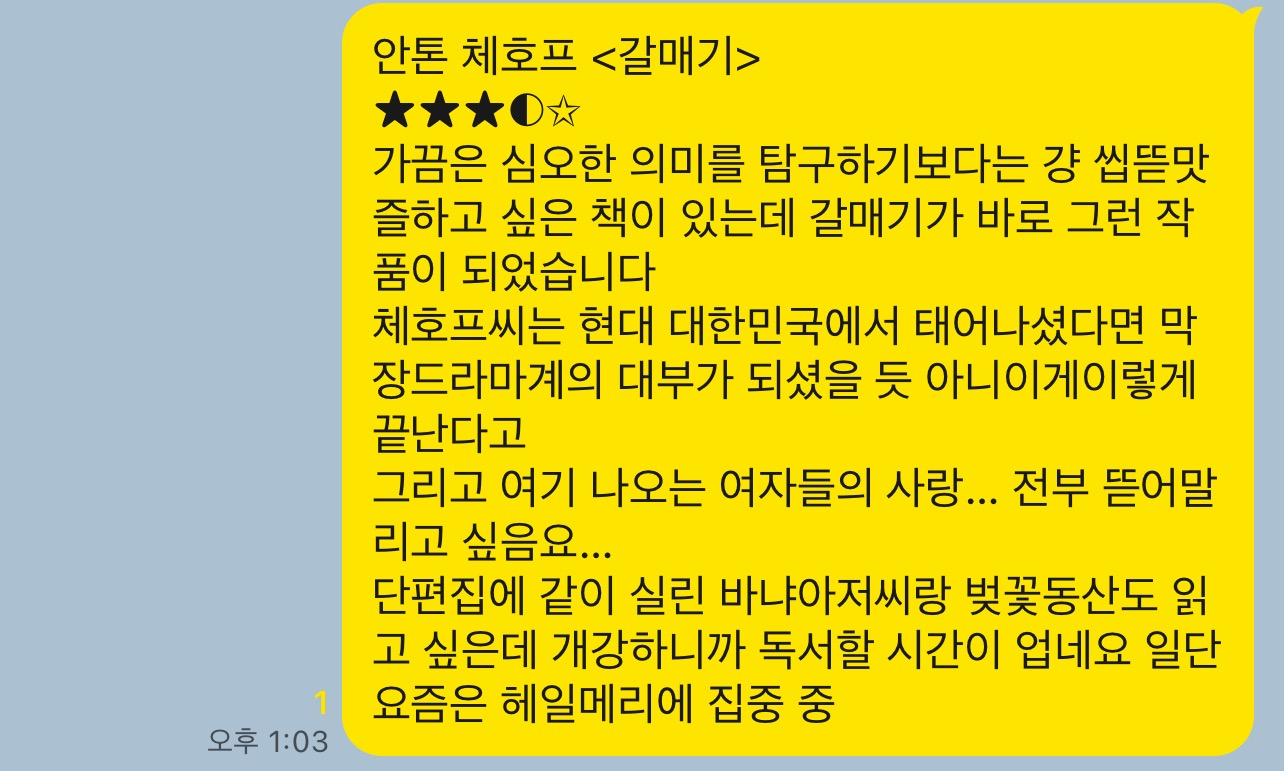 안톤 체호프 <갈매기>
★★★◐☆
가끔은 심오한 의미를 탐구하기보다는 걍 씹뜯맛
즐하고 싶은 책이 있는데 갈매기가 바로 그런 작
품이 되었습니다
체호프씨는 현대 대한민국에서 태어나셨다면 막
장드라마계의 대부가 되셨을 듯 아니이게이렇게
끝난다고
그리고 여기 나오는 여자들의 사랑... 전부 뜯어말
리고 싶음요...
단편집에 같이 실린 바냐아저씨랑 벚꽃동산도 읽
고 싶은데 개강하니까 독서할 시간이 업네요 일단
요즘은 헤일메리에 집중 중
1
오후 1:03